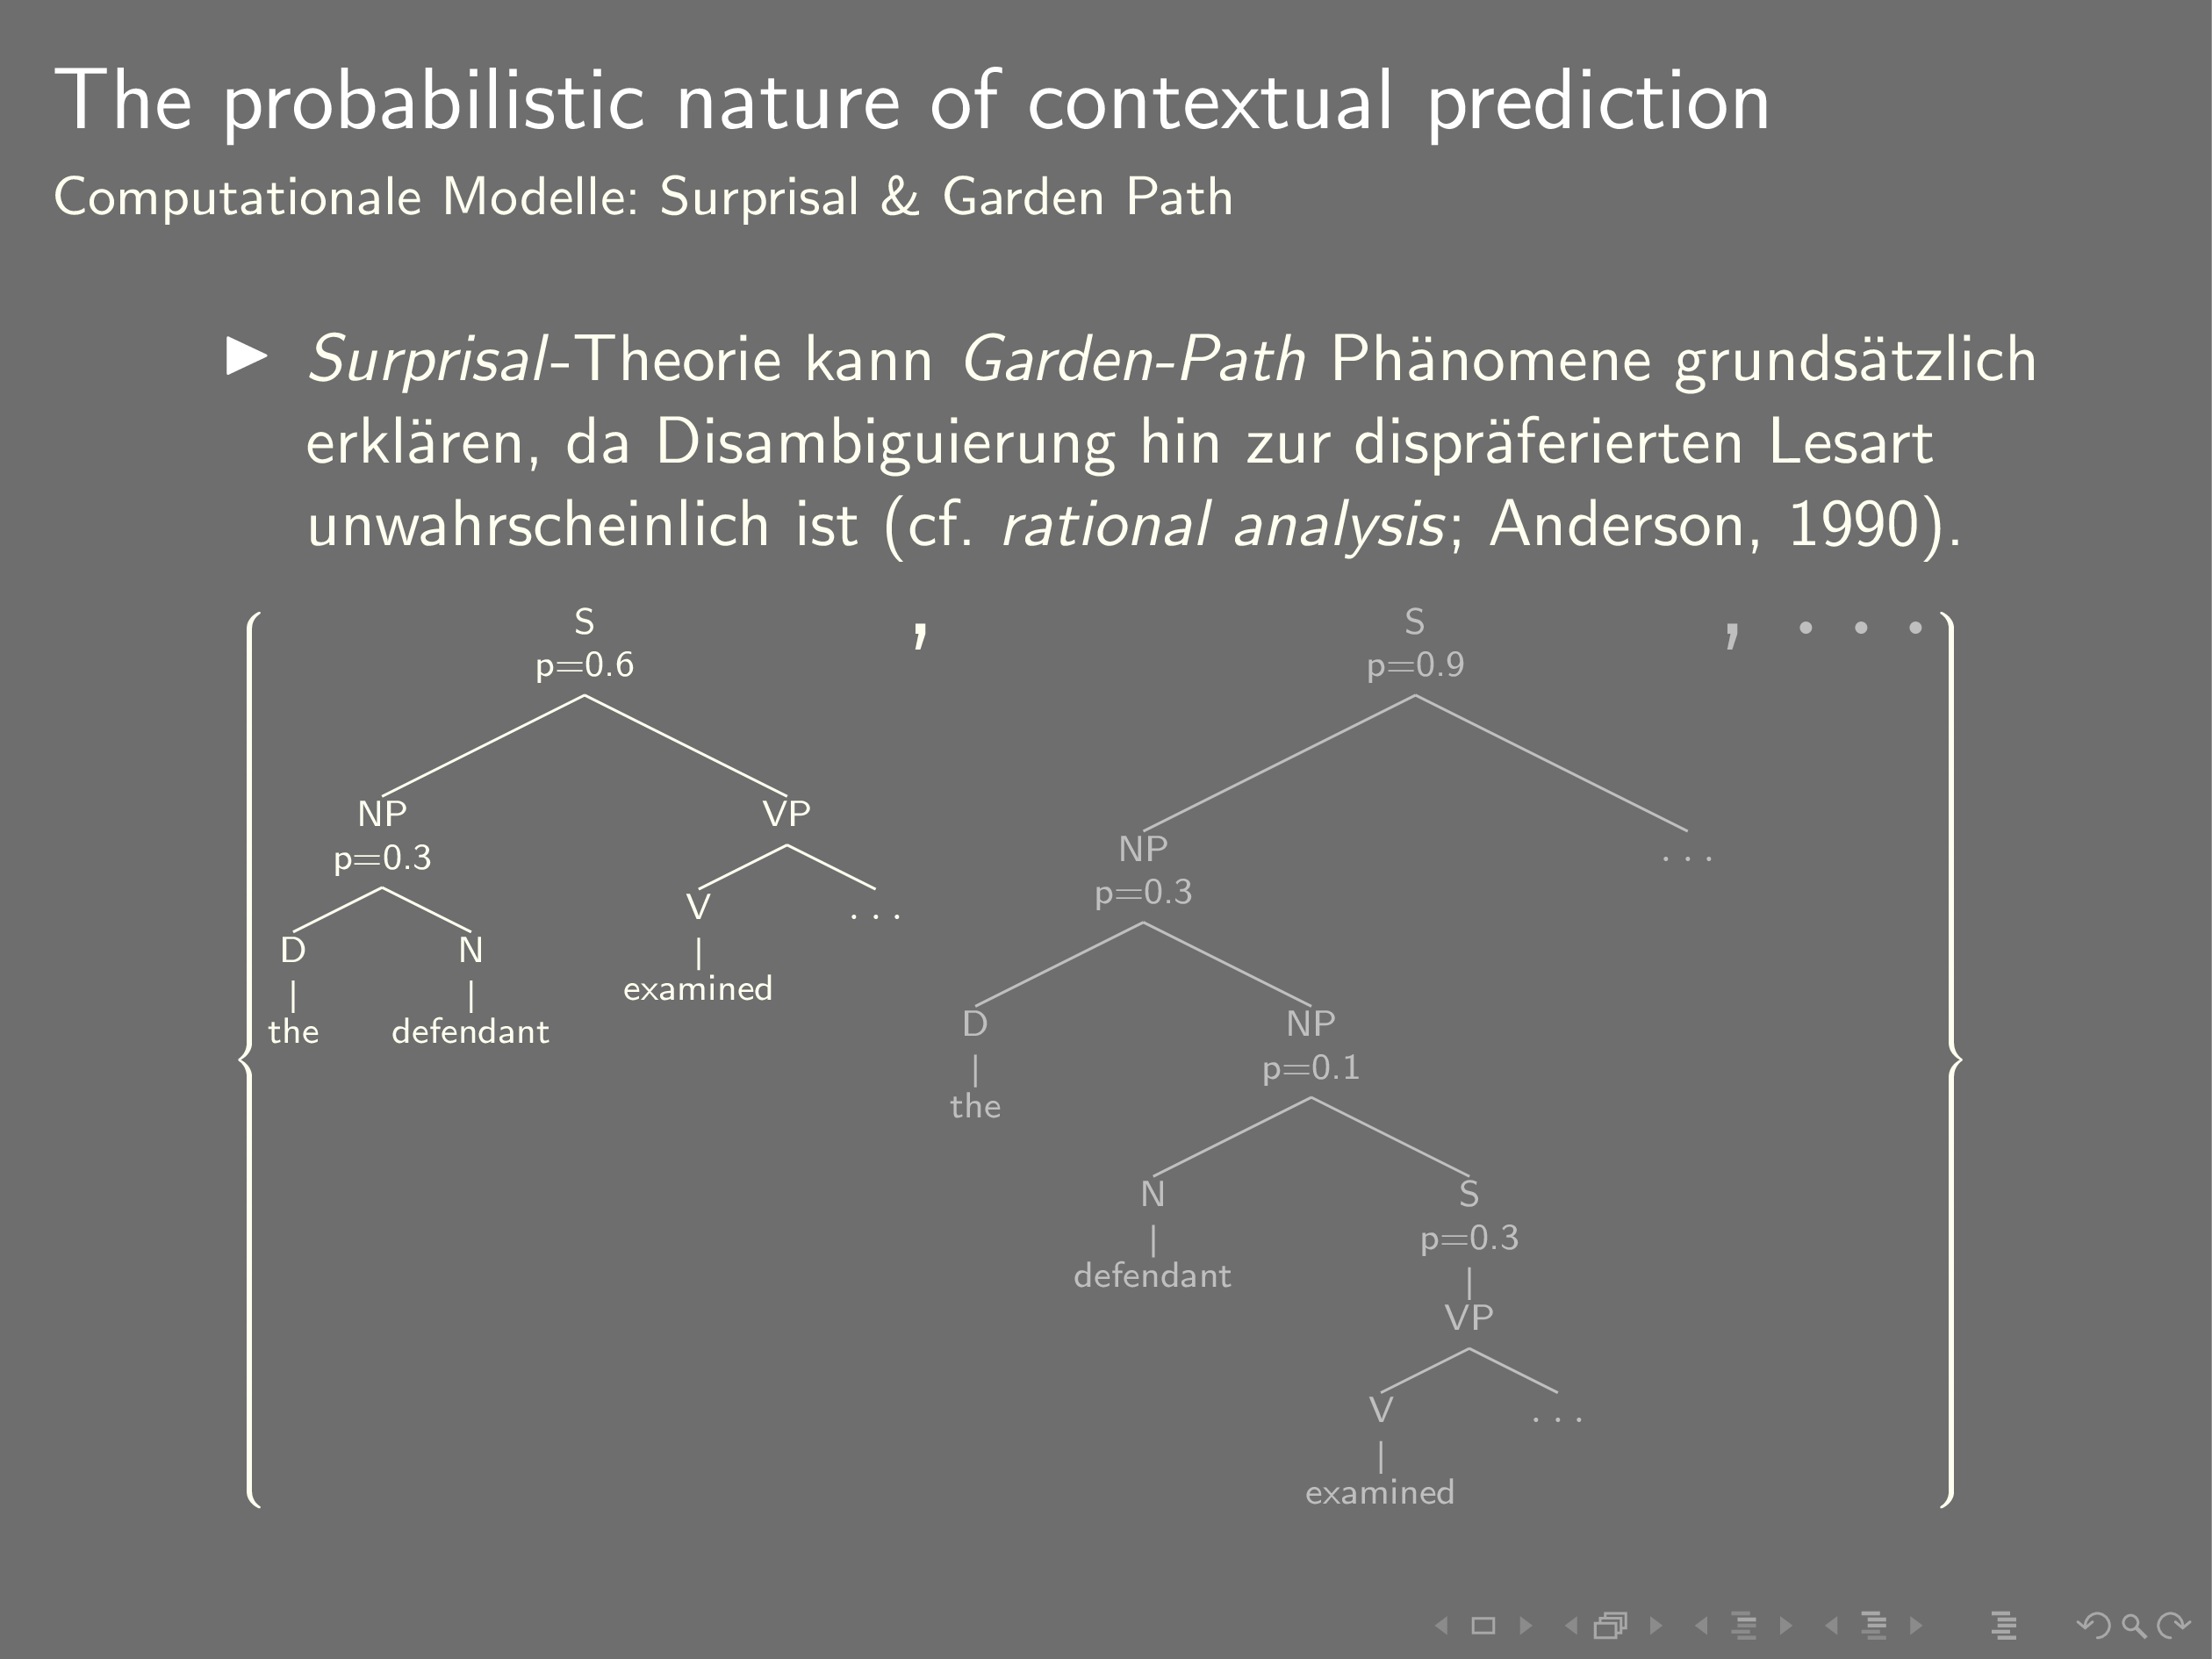 The probabilistic nature of contextual prediction
Computationale Modelle: Surprisal & Garden Path
Surprisal-Theorie kann Garden-Path Phänomene grundsätzlich
erklären, da Disambiguierung hin zur dispräferierten Lesart
unwahrscheinlich ist (cf. rational analysis; Anderson, 1990).
S
p=0.6
NP
p=0.3
D
the
N
defendant
VP
V
examined
. . .
,
S
p=0.9
NP
p=0.3
D
the
NP
p=0.1
N
defendant
S
p=0.3
VP
V
examined
. . .
. . .
, . . .